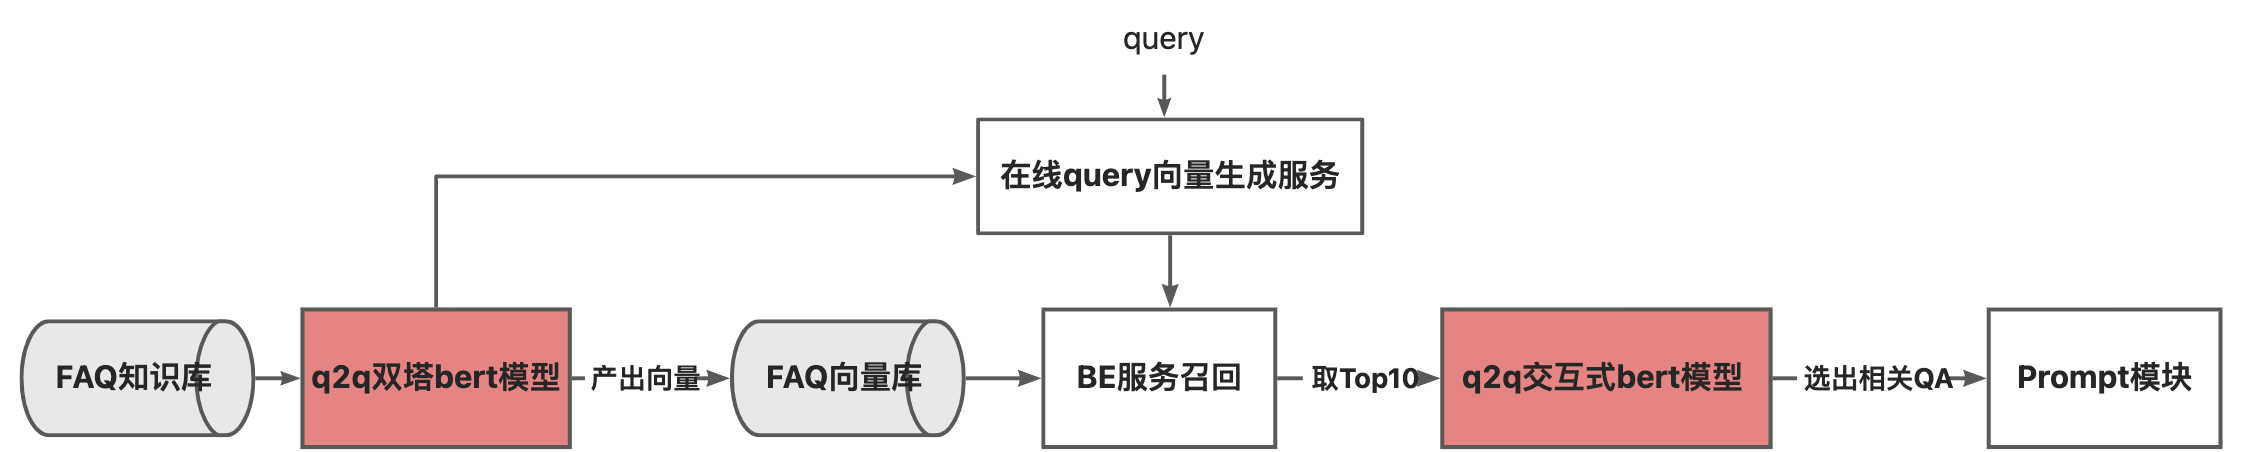 query
在线query向量生成服务
FAQ知识库
q2q双塔bert模型
产出向量
FAQ向量库
BE服务召回
取Top10
q2q交互式bert模型
选出相关QA
Prompt模块